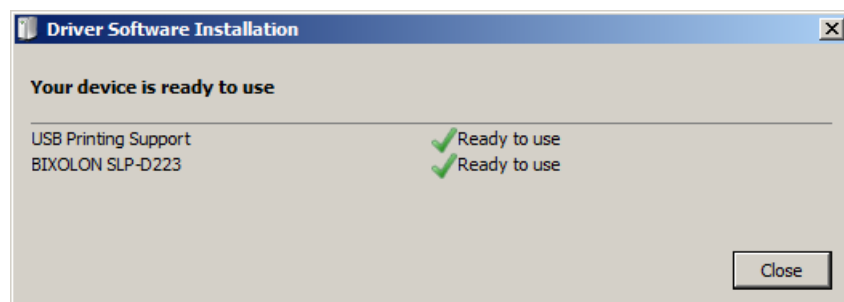 Driver Software Installation
Your device is ready to use
USB Printing Support Ready to use
BIXOLON SLP-D223 Ready to use
Close